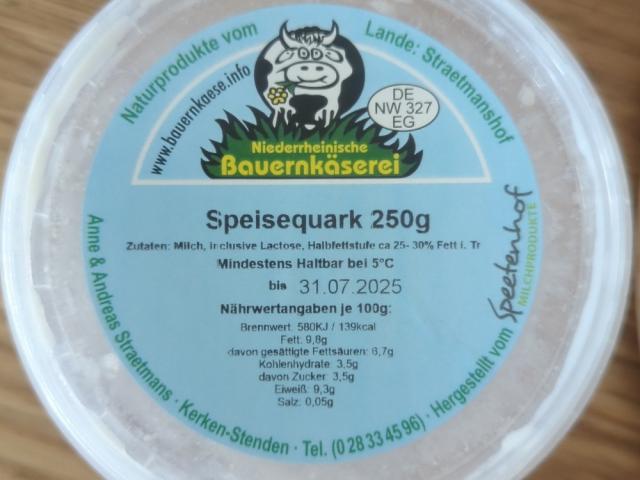 Naturprodukte vom Lande: Straetmanshof
www.bauernkaese.info
DE
NW 327
EG
Niederrheinische
Bauernkäserei
Speisequark 250g
Zutaten: Milch, inclusive Lactose, Halbfettstufe ca 25- 30% Fett i. Tr
Mindestens Haltbar bei 5°C
bis 31.07.2025
Nährwertangaben je 100g:
Brennwert. 580KJ / 139kcal
Fett: 9,8g
davon gesättigte Fettsäuren: 6,7g
Kohlenhydrate: 3,5g
davon Zucker: 3,5g
Eiweiß: 9,3g
Salz: 0,05g
Anne & Andreas Straetmans · Kerken-Stenden · Tel. (0 28 33 45 96) · Hergestellt vom
Speetenhof
MILCHPRODUKTE